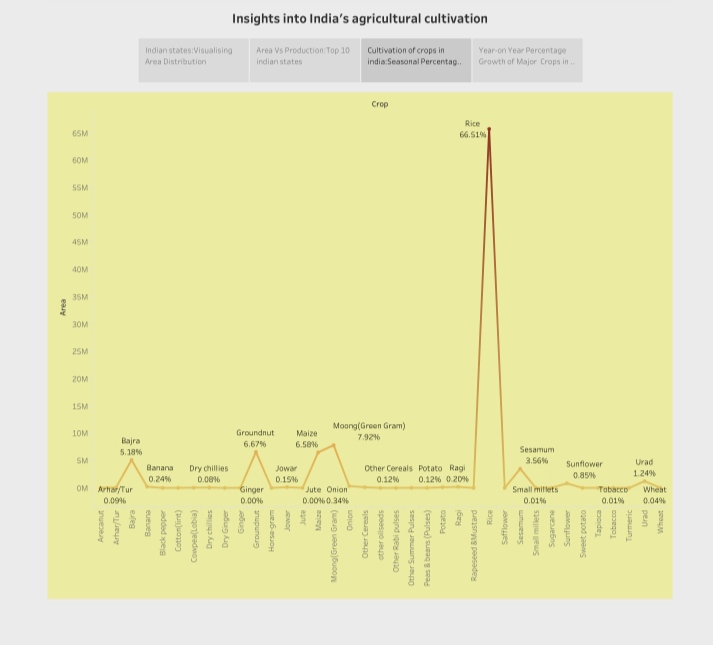 Insights into India's agricultural cultivation
Indian states:Visualising
Area Distribution
Area Vs Production:Top 10
indian states
Cultivation of crops in
india:Seasonal Percentag..
Year-on Year Percentage
Growth of Major Crops in ..
Crop
Area
65M
60M
55M
50M
45M
40M
35M
30M
25M
20M
15M
10M
5M
0M
Rice
66.51%
Bajra
5.18%
Groundnut
6.67%
Maize
6.58%
Moong(Green Gram)
7.92%
Sesamum
3.56%
Banana
0.24%
Dry chillies
0.08%
Jowar
0.15%
Other Cereals
0.12%
Potato
0.12%
Ragi
0.20%
Sunflower
0.85%
Urad
1.24%
Arhar/Tur
0.09%
Ginger
0.00%
Jute
0.00%
Onion
0.34%
Small millets
0.01%
Tobacco
0.01%
Wheat
0.04%
Arecanut
Arhar/Tur
Bajra
Banana
Black pepper
Cotton(lint)
Cowpea(Lobia)
Dry chillies
Dry Ginger
Ginger
Groundnut
Horse-gram
Jowar
Jute
Maize
Moong(Green Gram)
Onion
Other Cereals
other oilseeds
Other Rabi pulses
Other Summer Pulses
Peas & beans (Pulses)
Potato
Ragi
Rapeseed &Mustard
Rice
Safflower
Sesamum
Small millets
Sugarcane
Sunflower
Sweet potato
Tapioca
Tobacco
Turmeric
Urad
Wheat